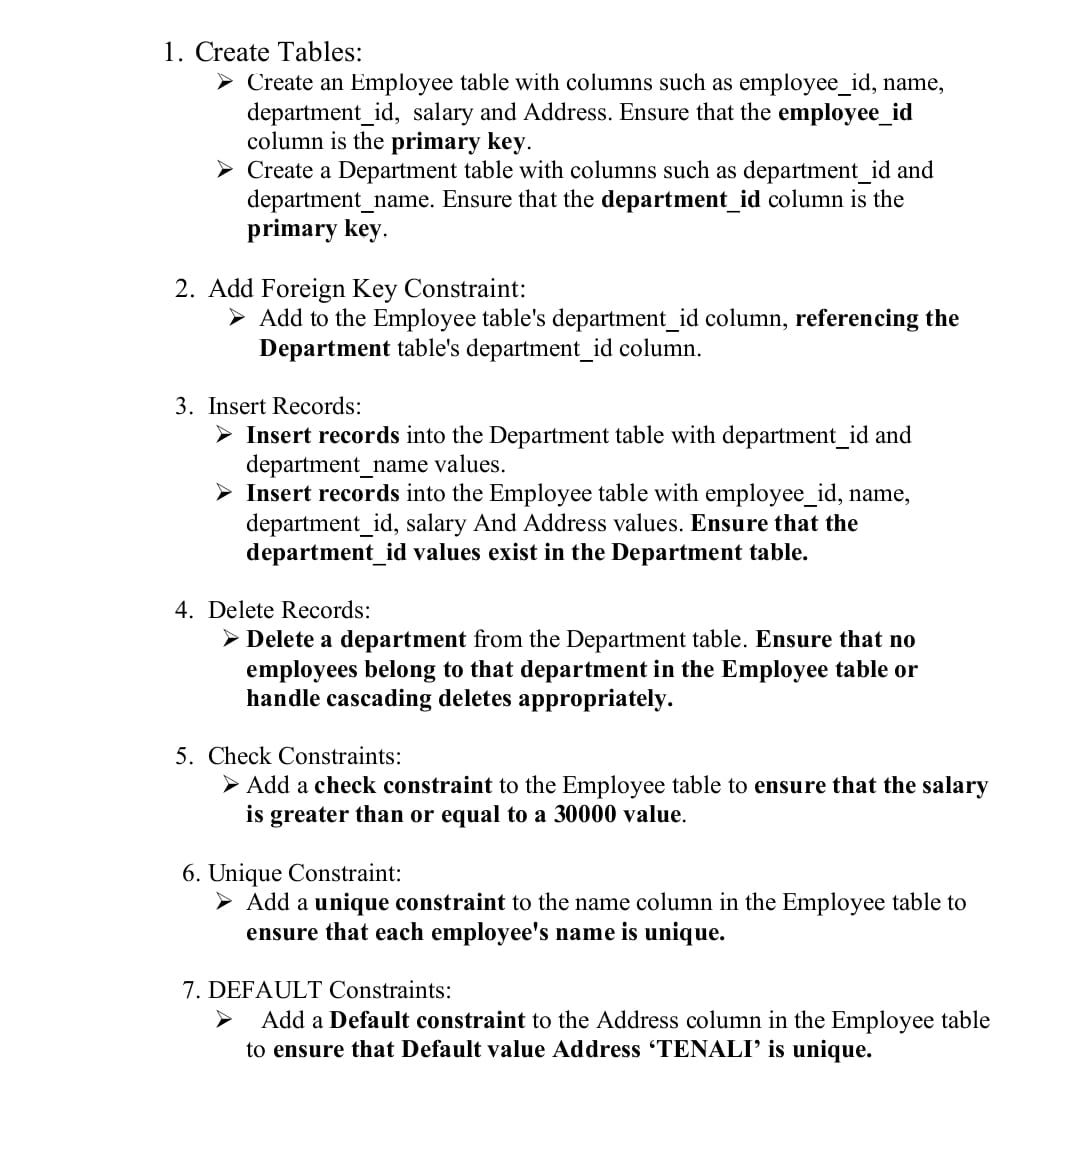 1. Create Tables:
➢ Create an Employee table with columns such as employee_id, name,
department_id, salary and Address. Ensure that the employee_id
column is the primary key.
➢ Create a Department table with columns such as department_id and
department_name. Ensure that the department_id column is the
primary key.
2. Add Foreign Key Constraint:
➢ Add to the Employee table's department_id column, referencing the
Department table's department_id column.
3. Insert Records:
➢ Insert records into the Department table with department_id and
department_name values.
➢ Insert records into the Employee table with employee_id, name,
department_id, salary And Address values. Ensure that the
department_id values exist in the Department table.
4. Delete Records:
➢ Delete a department from the Department table. Ensure that no
employees belong to that department in the Employee table or
handle cascading deletes appropriately.
5. Check Constraints:
➢ Add a check constraint to the Employee table to ensure that the salary
is greater than or equal to a 30000 value.
6. Unique Constraint:
➢ Add a unique constraint to the name column in the Employee table to
ensure that each employee's name is unique.
7. DEFAULT Constraints:
➢ Add a Default constraint to the Address column in the Employee table
to ensure that Default value Address ‘TENALI’ is unique.